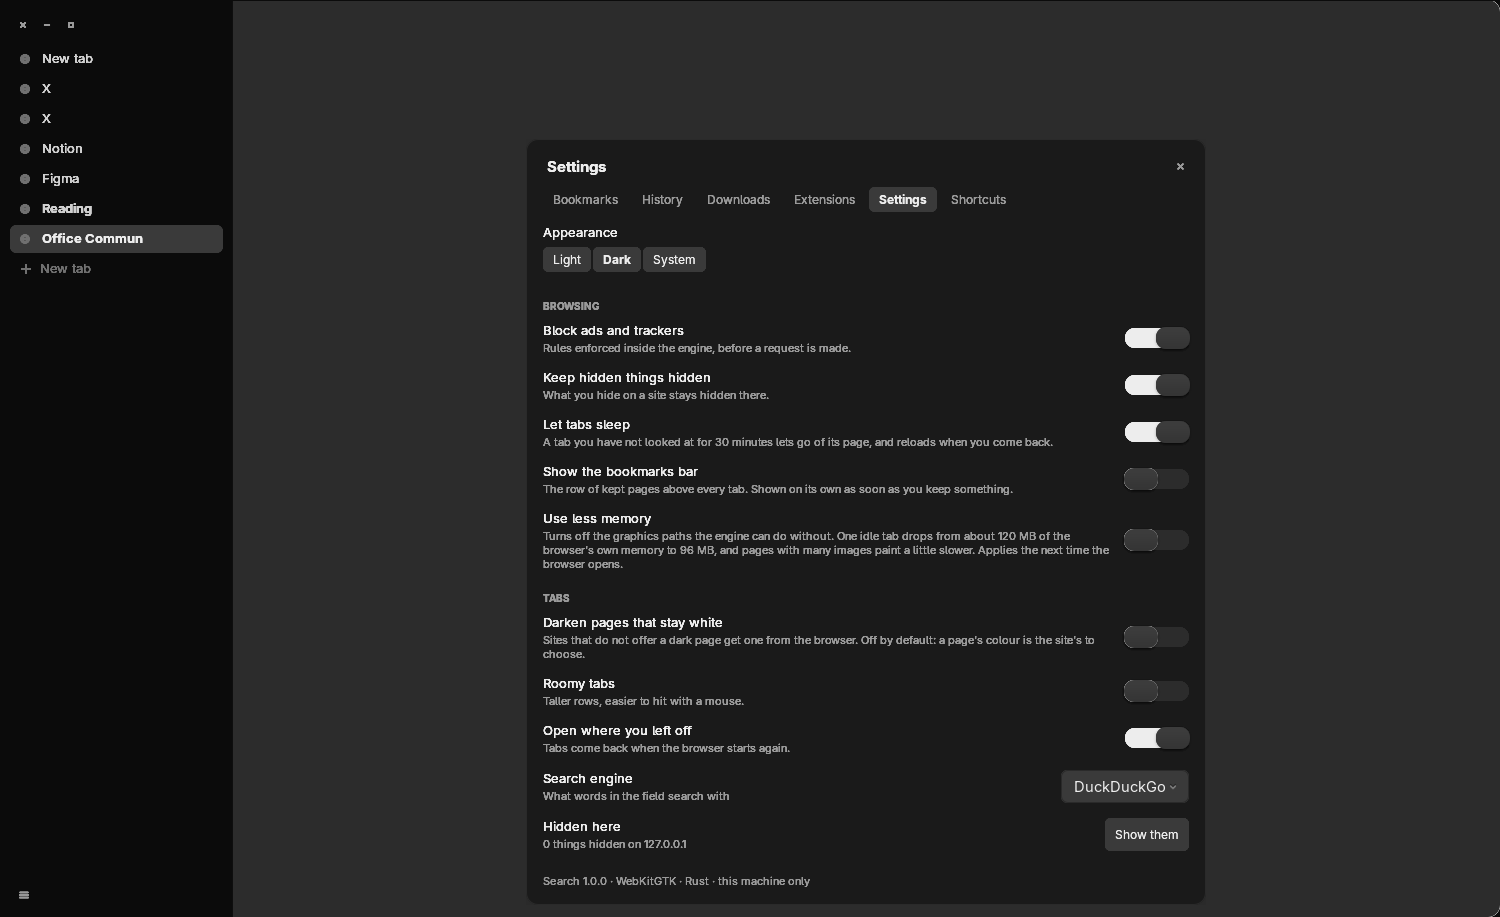 New tab
X
X
Notion
Figma
Reading
Office Commun
New tab
Settings
Bookmarks History Downloads Extensions Settings Shortcuts
Appearance
Light Dark System
BROWSING
Block ads and trackers
Rules enforced inside the engine, before a request is made.
Keep hidden things hidden
What you hide on a site stays hidden there.
Let tabs sleep
A tab you have not looked at for 30 minutes lets go of its page, and reloads when you come back.
Show the bookmarks bar
The row of kept pages above every tab. Shown on its own as soon as you keep something.
Use less memory
Turns off the graphics paths the engine can do without. One idle tab drops from about 120 MB of the
browser's own memory to 96 MB, and pages with many images paint a little slower. Applies the next time the
browser opens.
TABS
Darken pages that stay white
Sites that do not offer a dark page get one from the browser. Off by default: a page's colour is the site's to
choose.
Roomy tabs
Taller rows, easier to hit with a mouse.
Open where you left off
Tabs come back when the browser starts again.
Search engine
What words in the field search with
DuckDuckGo
Hidden here
0 things hidden on 127.0.0.1
Show them
Search 1.0.0 · WebKitGTK · Rust · this machine only